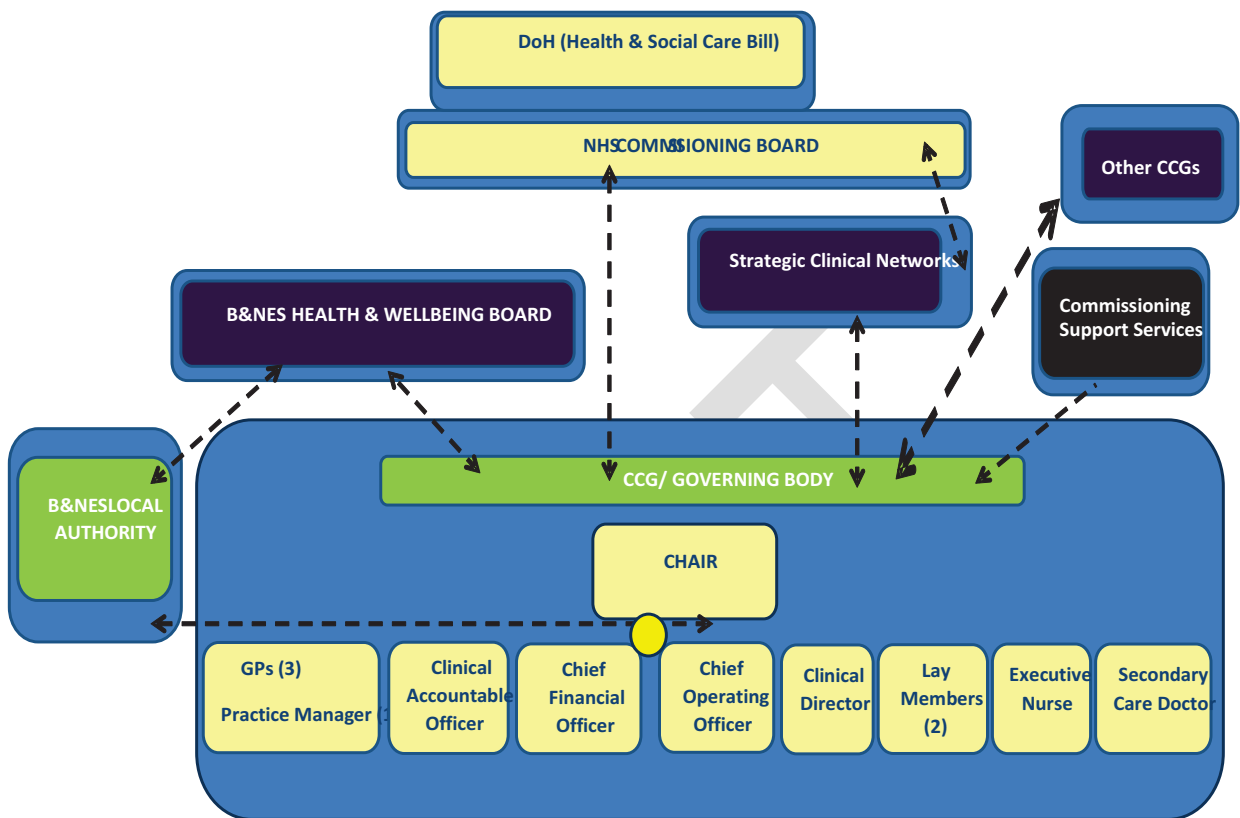 DoH (Health & Social Care Bill)
NHS COMMISSIONING BOARD
Other CCGs
Strategic Clinical Networks
B&NES HEALTH & WELLBEING BOARD
Commissioning
Support Services
CCG/ GOVERNING BODY
B&NESLOCAL
AUTHORITY
CHAIR
GPs (3)
Practice Manager
Clinical
Accountable
Officer
Chief
Financial
Officer
Chief
Operating
Officer
Clinical
Director
Lay
Members
(2)
Executive
Nurse
Secondary
Care Doctor